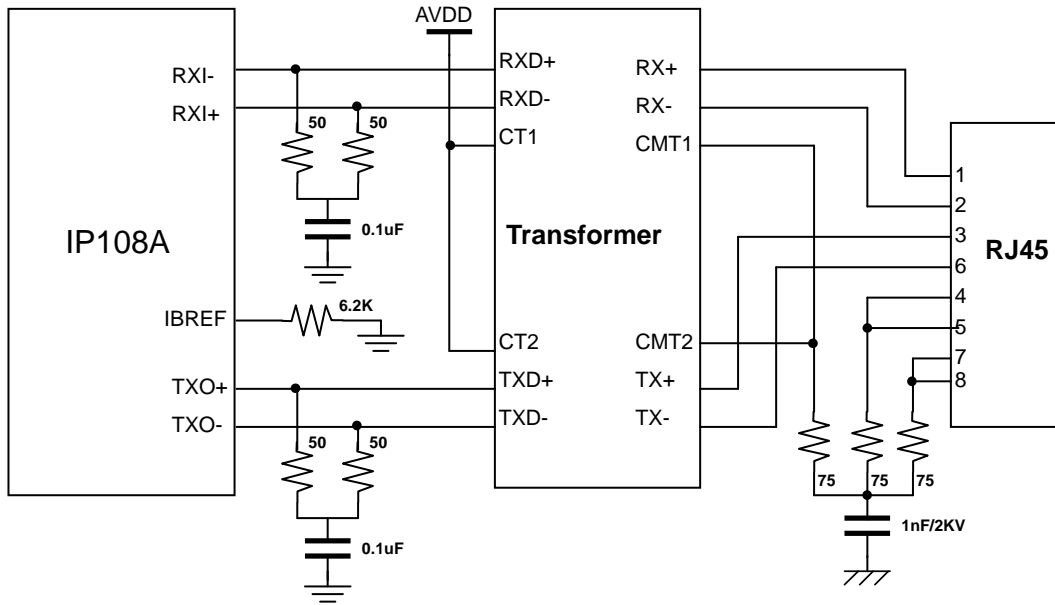 AVDD
RXI-
RXI+
50
50
0.1uF
IP108A
IBREF
6.2K
TXO+
TXO-
50
50
0.1uF
RXD+
RXD-
CT1
Transformer
CT2
TXD+
TXD-
RX+
RX-
CMT1
CMT2
TX+
TX-
1
2
3
6
4
5
7
8
RJ45
75
75
75
1nF/2KV